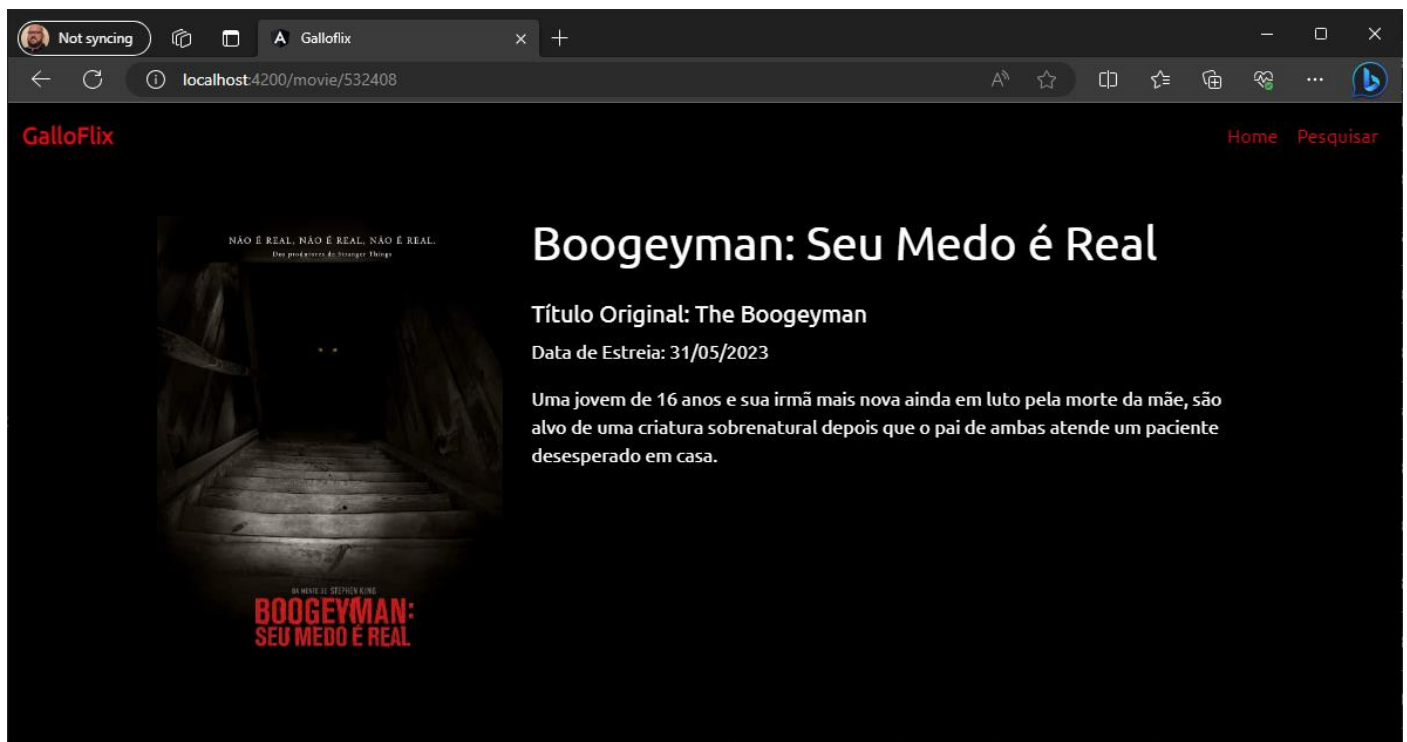 Not syncing
Galloflix
localhost:4200/movie/532408
GalloFlix
Home Pesquisar
NÃO É REAL, NÃO É REAL, NÃO É REAL.
Dos produtores de Stranger Things
Boogeyman: Seu Medo é Real
Título Original: The Boogeyman
Data de Estreia: 31/05/2023
Uma jovem de 16 anos e sua irmã mais nova ainda em luto pela morte da mãe, são
alvo de uma criatura sobrenatural depois que o pai de ambas atende um paciente
desesperado em casa.
DA MENTE DE STEPHEN KING
BOOGEYMAN:
SEU MEDO É REAL